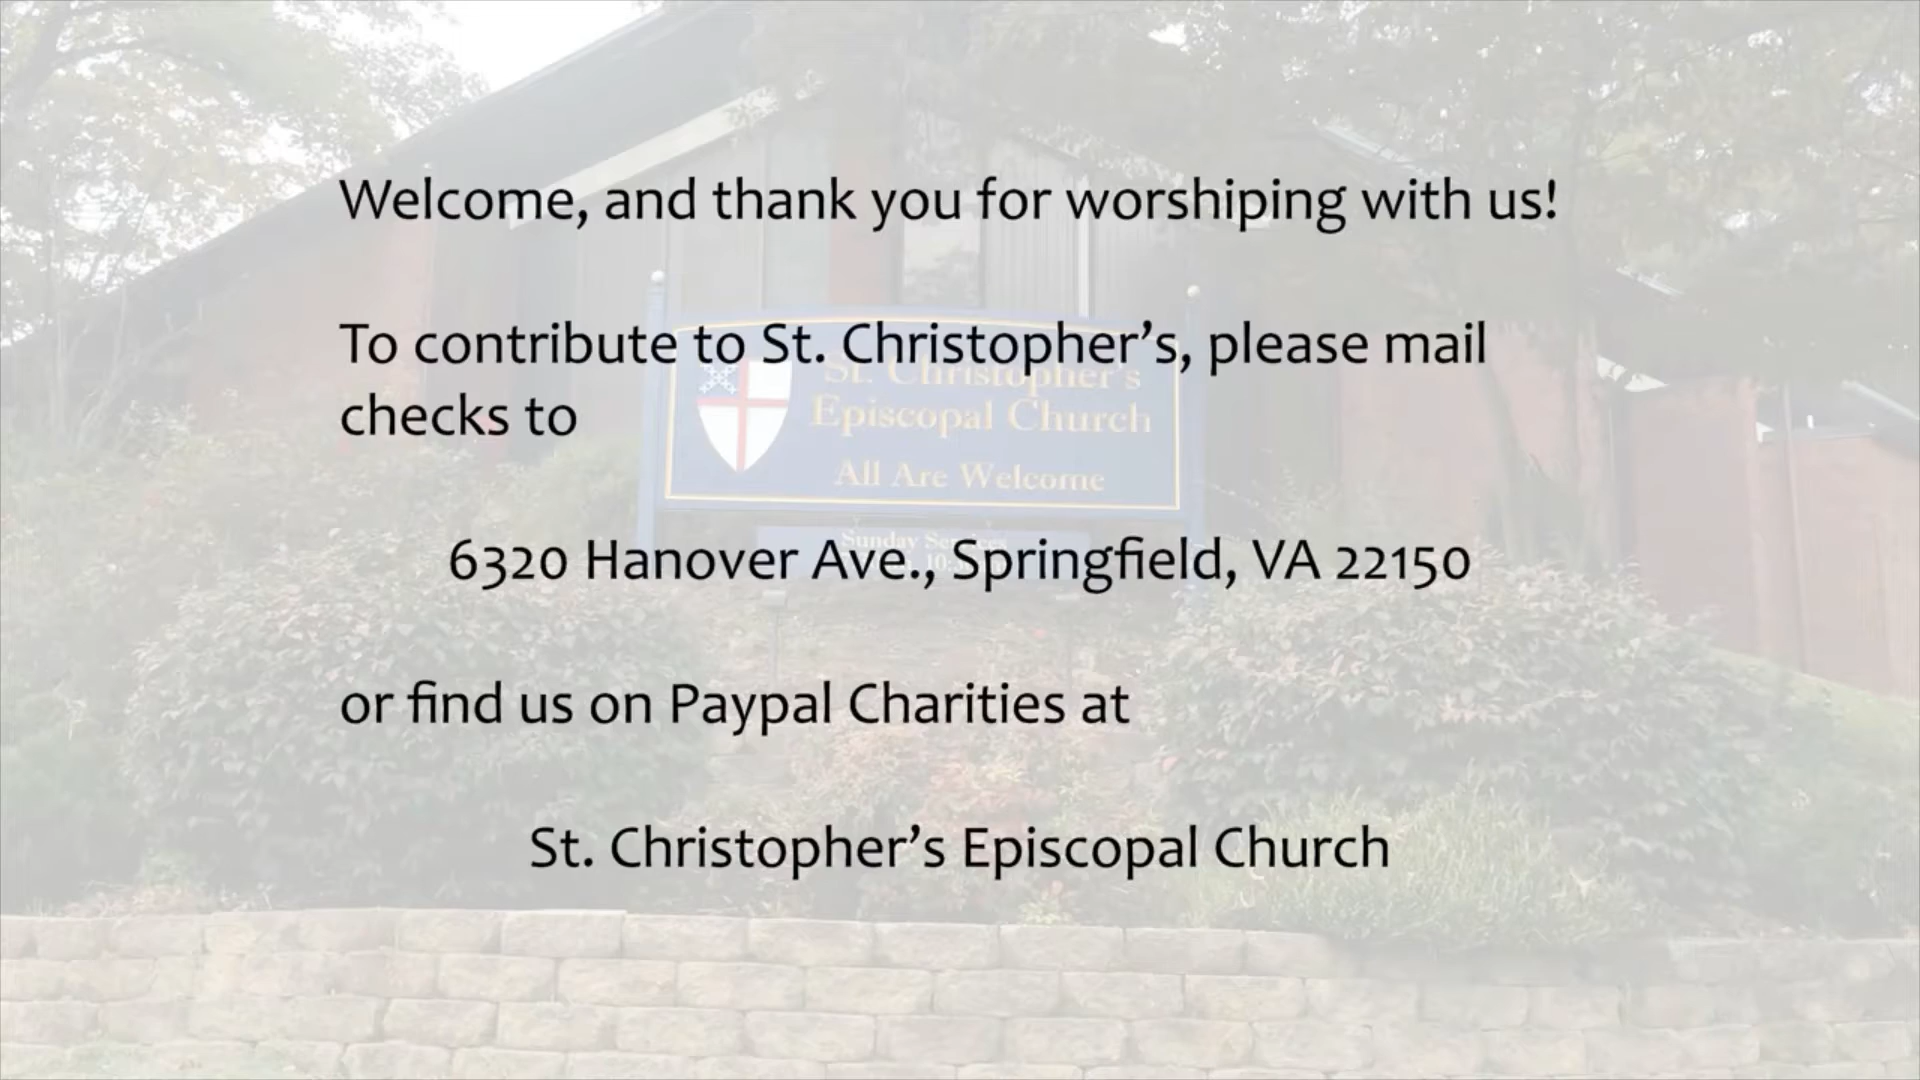 Welcome, and thank you for worshiping with us!
To contribute to St. Christopher’s, please mail
checks to
St. Christopher's
Episcopal Church
All Are Welcome
Sunday Services
6320 Hanover Ave., Springfield, VA 22150
or find us on Paypal Charities at
St. Christopher’s Episcopal Church